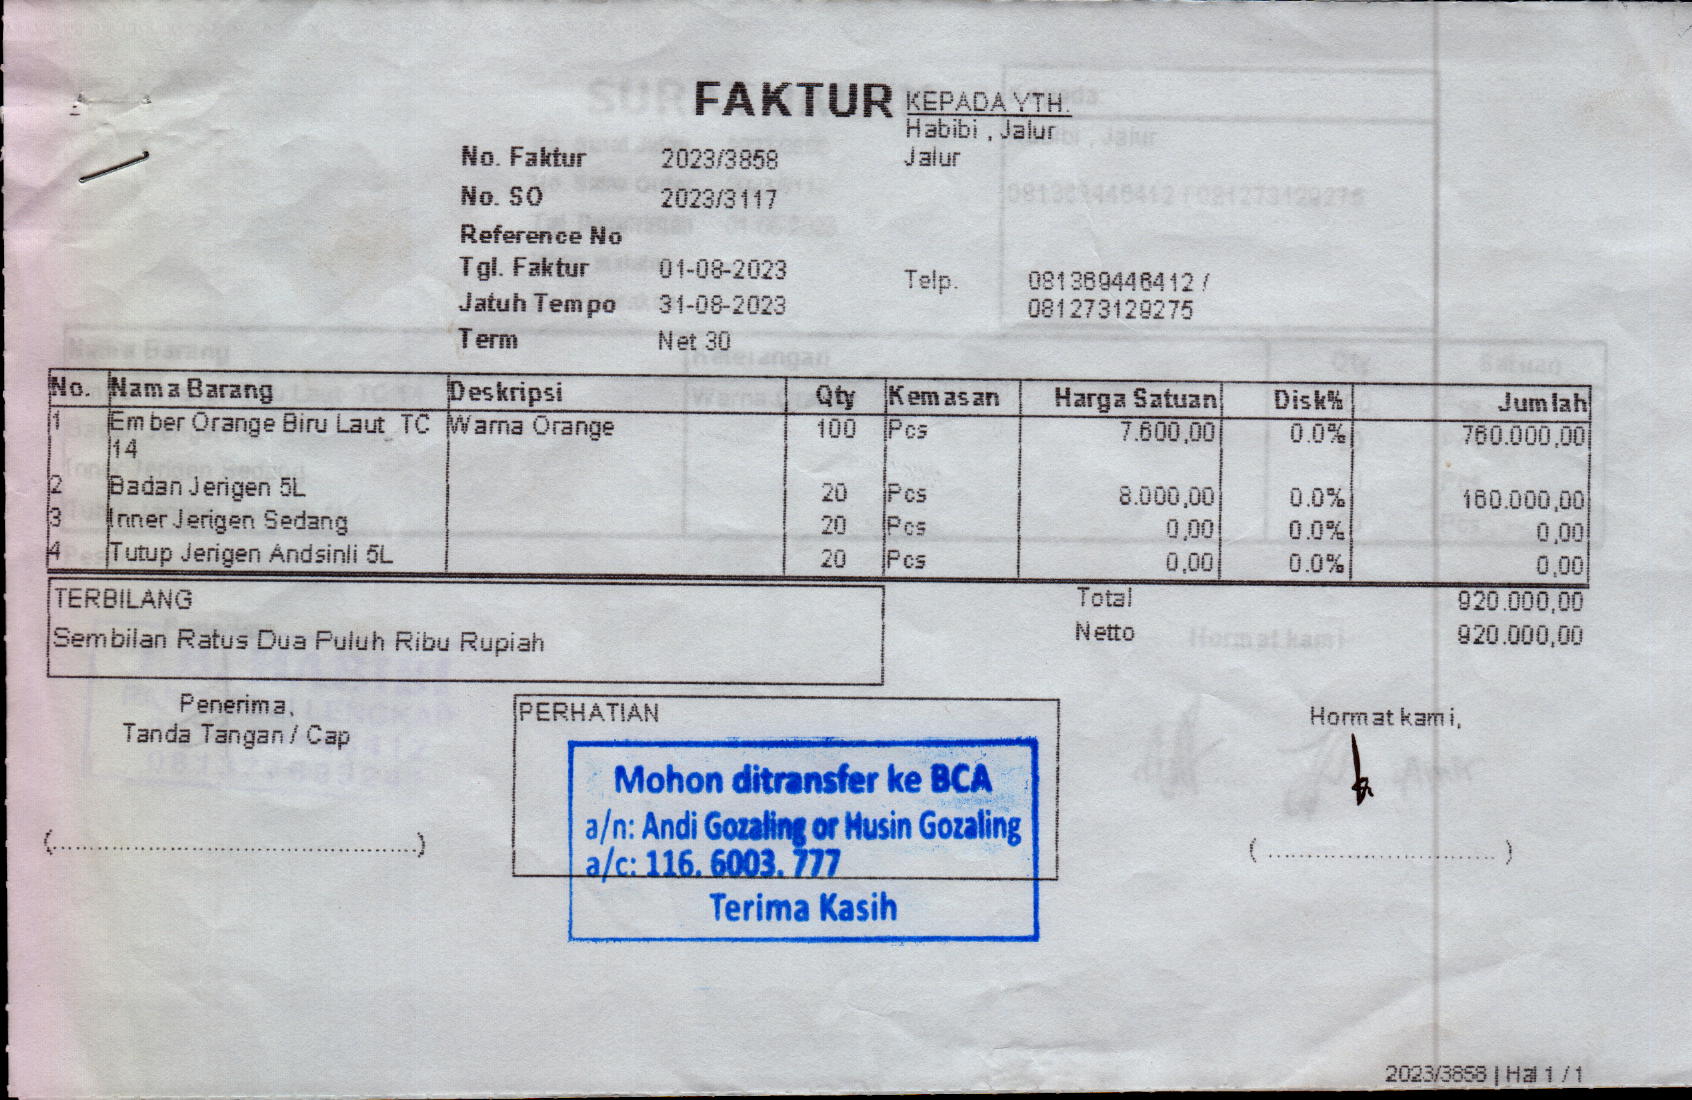 FAKTUR
KEPADA YTH.
Habibi , Jalur
Jalur
No. Faktur 2023/3858
No. SO 2023/3117
Reference No
Tgl. Faktur 01-08-2023
Jatuh Tempo 31-08-2023
Term Net 30
Telp. 081369446412 /
081273129275
No. Nama Barang Deskripsi Qty Kemasan Harga Satuan Disk% Jumlah
1 Ember Orange Biru Laut TC Warna Orange 100 Pcs 7.600,00 0.0% 760.000,00
14
2 Badan Jerigen 5L 20 Pcs 8.000,00 0.0% 160.000,00
3 Inner Jerigen Sedang 20 Pcs 0,00 0.0% 0,00
4 Tutup Jerigen Andsinli 5L 20 Pcs 0,00 0.0% 0,00
TERBILANG
Sembilan Ratus Dua Puluh Ribu Rupiah
Total 920.000,00
Netto 920.000,00
Penerima,
Tanda Tangan / Cap
(....................................................)
PERHATIAN
Mohon ditransfer ke BCA
a/n: Andi Gozaling or Husin Gozaling
a/c: 116. 6003. 777
Terima Kasih
Hormat kami,
( ................................ )
2023/3858 | Hal 1 / 1